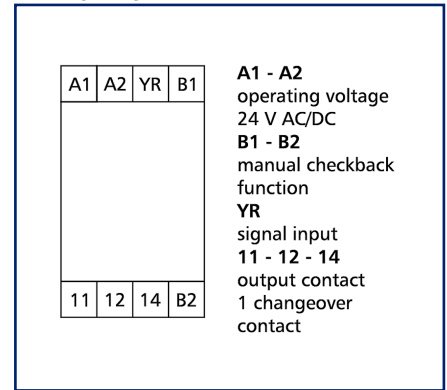 A1 A2 YR B1
11 12 14 B2
A1 - A2
operating voltage
24 V AC/DC
B1 - B2
manual checkback
function
YR
signal input
11 - 12 - 14
output contact
1 changeover
contact